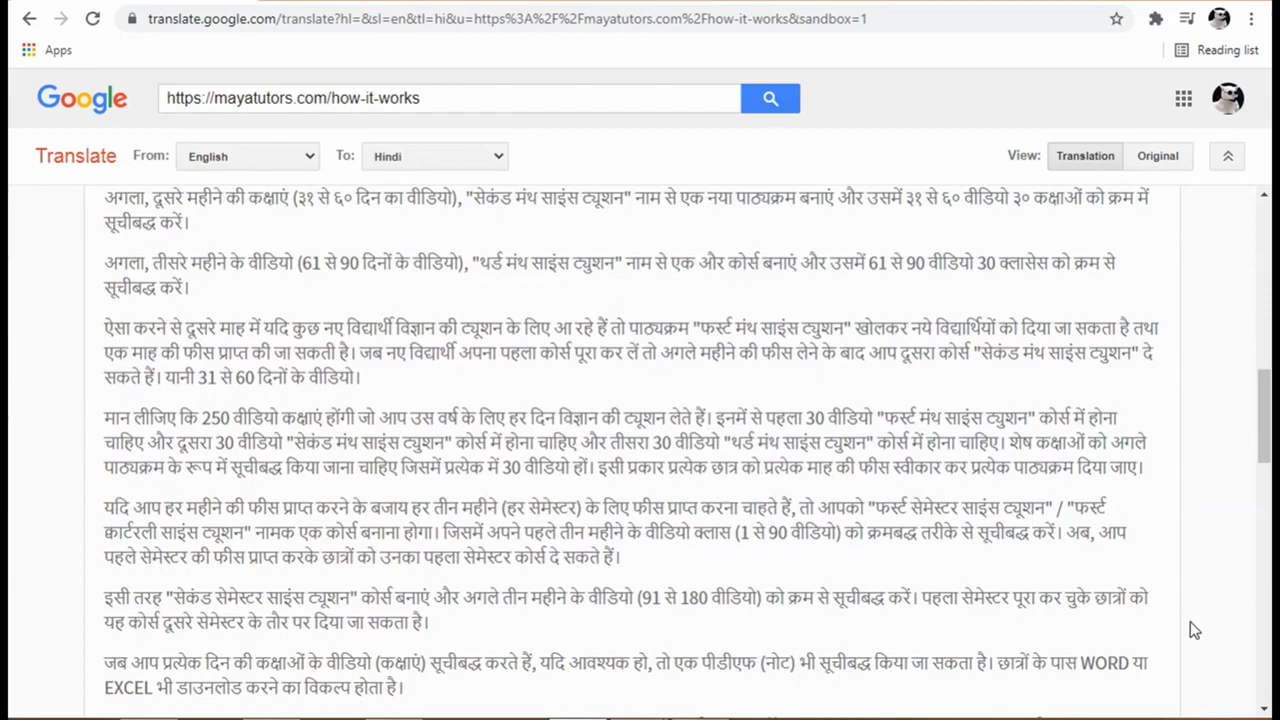 translate.google.com/translate?hl=&sl=en&tl=hi&u=https%3A%2F%2Fmayatutors.com%2Fhow-it-works&sandbox=1
Apps
Reading list
Google
https://mayatutors.com/how-it-works
Translate From: English To: Hindi View: Translation Original
अगला, दूसरे महीने की कक्षाएं (३१ से ६० दिन का वीडियो), "सेकंड मंथ साइंस ट्यूशन" नाम से एक नया पाठ्यक्रम बनाएं और उसमें ३१ से ६० वीडियो ३० कक्षाओं को क्रम में
सूचीबद्ध करें।
अगला, तीसरे महीने के वीडियो (61 से 90 दिनों के वीडियो), "थर्ड मंथ साइंस ट्युशन" नाम से एक और कोर्स बनाएं और उसमें 61 से 90 वीडियो 30 क्लासेस को क्रम से
सूचीबद्ध करें।
ऐसा करने से दूसरे माह में यदि कुछ नए विद्यार्थी विज्ञान की ट्यूशन के लिए आ रहे हैं तो पाठ्यक्रम "फर्स्ट मंथ साइंस ट्युशन" खोलकर नये विद्यार्थियों को दिया जा सकता है तथा
एक माह की फीस प्राप्त की जा सकती है। जब नए विद्यार्थी अपना पहला कोर्स पूरा कर लें तो अगले महीने की फीस लेने के बाद आप दूसरा कोर्स "सेकंड मंथ साइंस ट्युशन" दे
सकते हैं। यानी 31 से 60 दिनों के वीडियो।
मान लीजिए कि 250 वीडियो कक्षाएं होंगी जो आप उस वर्ष के लिए हर दिन विज्ञान की ट्यूशन लेते हैं। इनमें से पहला 30 वीडियो "फर्स्ट मंथ साइंस ट्युशन" कोर्स में होना
चाहिए और दूसरा 30 वीडियो "सेकंड मंथ साइंस ट्युशन" कोर्स में होना चाहिए और तीसरा 30 वीडियो "थर्ड मंथ साइंस ट्युशन" कोर्स में होना चाहिए। शेष कक्षाओं को अगले
पाठ्यक्रम के रूप में सूचीबद्ध किया जाना चाहिए जिसमें प्रत्येक में 30 वीडियो हों। इसी प्रकार प्रत्येक छात्र को प्रत्येक माह की फीस स्वीकार कर प्रत्येक पाठ्यक्रम दिया जाए।
यदि आप हर महीने की फीस प्राप्त करने के बजाय हर तीन महीने (हर सेमेस्टर) के लिए फीस प्राप्त करना चाहते हैं, तो आपको "फर्स्ट सेमेस्टर साइंस ट्यूशन" / "फर्स्ट
क्वार्टरली साइंस ट्यूशन" नामक एक कोर्स बनाना होगा। जिसमें अपने पहले तीन महीने के वीडियो क्लास (1 से 90 वीडियो) को क्रमबद्ध तरीके से सूचीबद्ध करें। अब, आप
पहले सेमेस्टर की फीस प्राप्त करके छात्रों को उनका पहला सेमेस्टर कोर्स दे सकते हैं।
इसी तरह "सेकंड सेमेस्टर साइंस ट्यूशन" कोर्स बनाएं और अगले तीन महीने के वीडियो (91 से 180 वीडियो) को क्रम से सूचीबद्ध करें। पहला सेमेस्टर पूरा कर चुके छात्रों को
यह कोर्स दूसरे सेमेस्टर के तौर पर दिया जा सकता है।
जब आप प्रत्येक दिन की कक्षाओं के वीडियो (कक्षाएं) सूचीबद्ध करते हैं, यदि आवश्यक हो, तो एक पीडीएफ (नोट) भी सूचीबद्ध किया जा सकता है। छात्रों के पास WORD या
EXCEL भी डाउनलोड करने का विकल्प होता है।